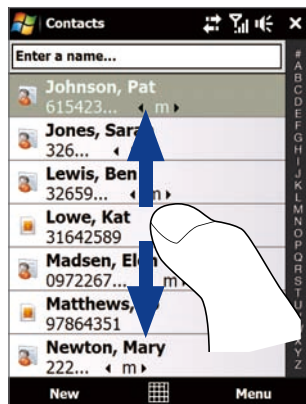 Contacts
Enter a name...
Johnson, Pat
615423... m
Jones, Sara
326...
Lewis, Ben
32659... m
Lowe, Kat
31642589
Madsen,
0972267... m
Matthews,
97864351
Newton, Mary
222... m
#
A
B
C
D
E
F
G
H
I
J
K
L
M
N
O
P
Q
R
S
T
U
X
Y
Z
New Menu